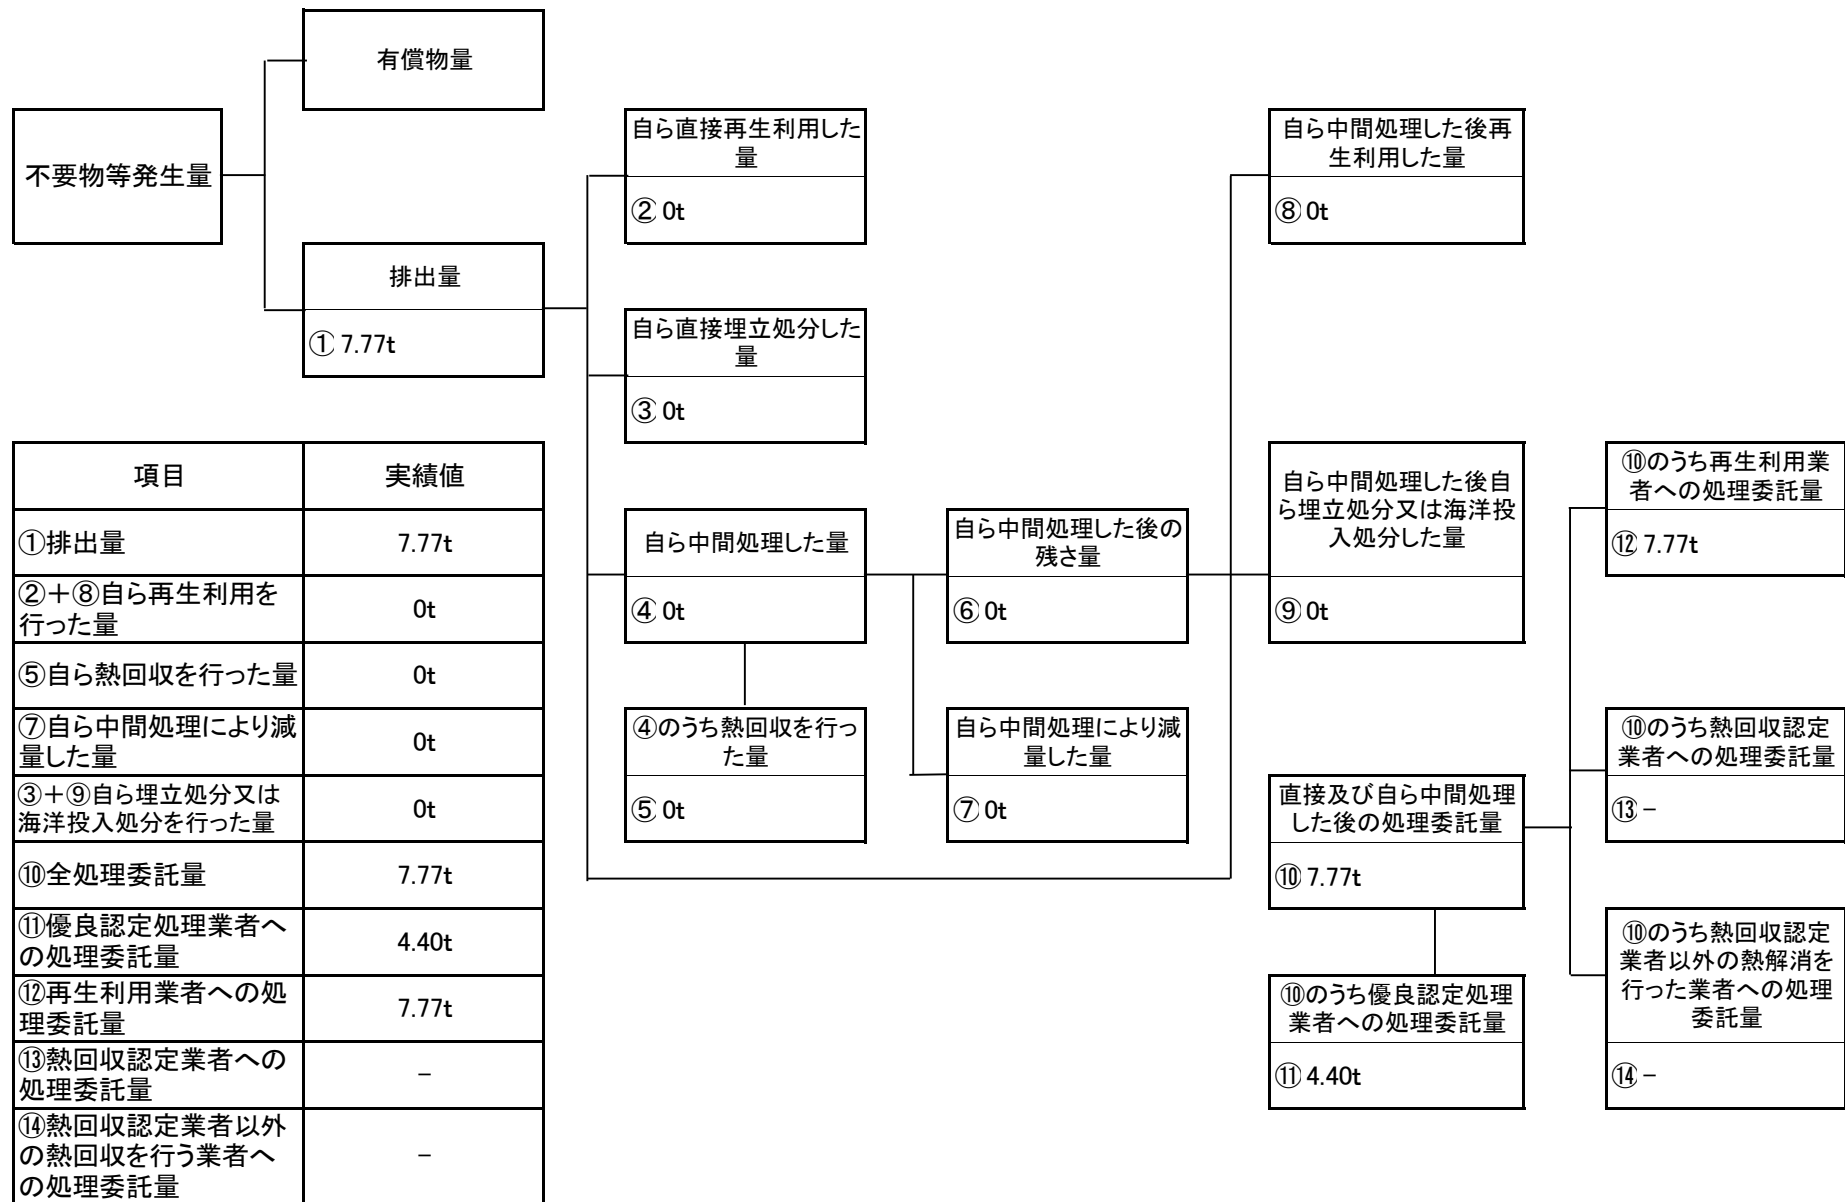 有償物量
不要物等発生量
排出量
① 7.77t
自ら直接再生利用した
量
② 0t
自ら直接埋立処分した
量
③ 0t
自ら中間処理した量
④ 0t
④のうち熱回収を行っ
た量
⑤ 0t
自ら中間処理した後の
残さ量
⑥ 0t
自ら中間処理により減
量した量
⑦ 0t
自ら中間処理した後再
生利用した量
⑧ 0t
自ら中間処理した後自
ら埋立処分又は海洋投
入処分した量
⑨ 0t
直接及び自ら中間処理
した後の処理委託量
⑩ 7.77t
⑩のうち優良認定処理
業者への処理委託量
⑪ 4.40t
⑩のうち再生利用業
者への処理委託量
⑫ 7.77t
⑩のうち熱回収認定
業者への処理委託量
⑬ −
⑩のうち熱回収認定
業者以外の熱解消を
行った業者への処理
委託量
⑭ −
項目 実績値
①排出量 7.77t
②＋⑧自ら再生利用を
行った量 0t
⑤自ら熱回収を行った量 0t
⑦自ら中間処理により減
量した量 0t
③＋⑨自ら埋立処分又は
海洋投入処分を行った量 0t
⑩全処理委託量 7.77t
⑪優良認定処理業者へ
の処理委託量 4.40t
⑫再生利用業者への処
理委託量 7.77t
⑬熱回収認定業者への
処理委託量 −
⑭熱回収認定業者以外
の熱回収を行う業者へ
の処理委託量 −